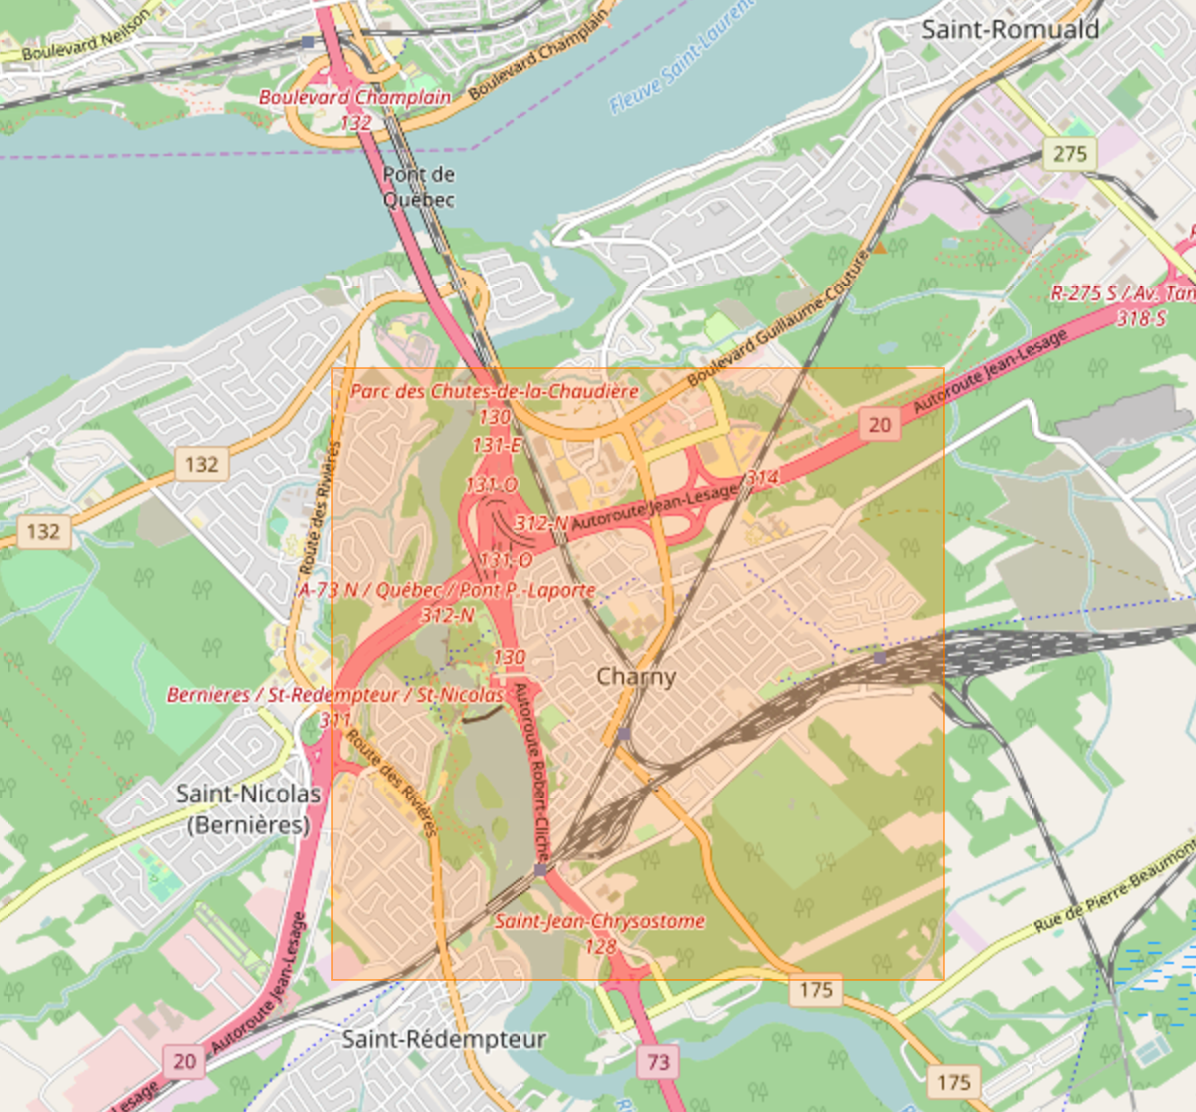 Boulevard Neilson
Saint-Romuald
Boulevard Champlain
Fleuve Saint-Laurent
Boulevard Champlain
132
275
Pont de
Québec
Boulevard Guillaume-Couture
R-275 S / Av. Tan
318-S
Autoroute Jean-Lesage
Parc des Chutes-de-la-Chaudière
130
20
131-E
132
Route des Rivières
131-O
314
Autoroute Jean-Lesage
312-N
132
131-O
A-73 N / Québec / Pont P.-Laporte
312-N
130
Charny
Bernieres / St-Redempteur / St-Nicolas
311
Autoroute Robert-Cliche
Route des Rivières
Saint-Nicolas
(Bernières)
Rue de Pierre-Beaumont
Saint-Jean-Chrysostome
128
Autoroute Jean-Lesage
175
Saint-Rédempteur
20
73
175
Lesage